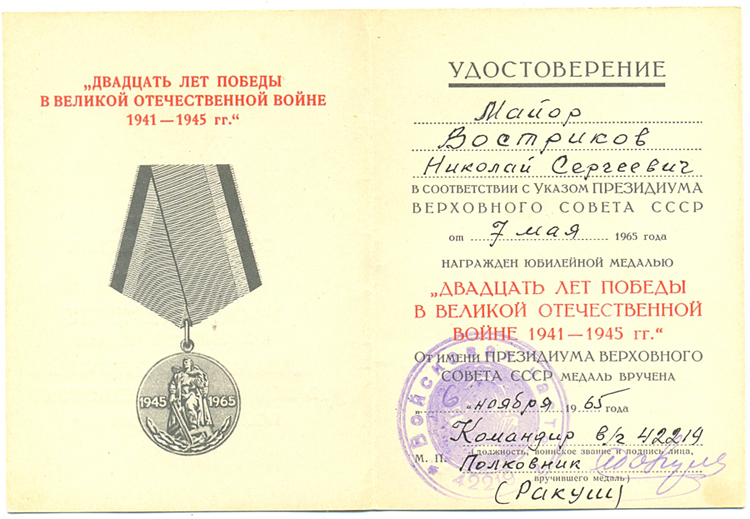 „ДВАДЦАТЬ ЛЕТ ПОБЕДЫ
В ВЕЛИКОЙ ОТЕЧЕСТВЕННОЙ ВОЙНЕ
1941—1945 гг.“
1945 1965
УДОСТОВЕРЕНИЕ
Майор
Востриков
Николай Сергеевич
В СООТВЕТСТВИИ С УКАЗОМ ПРЕЗИДИУМА
ВЕРХОВНОГО СОВЕТА СССР
от 7 мая 1965 года
НАГРАЖДЕН ЮБИЛЕЙНОЙ МЕДАЛЬЮ
„ДВАДЦАТЬ ЛЕТ ПОБЕДЫ
В ВЕЛИКОЙ ОТЕЧЕСТВЕННОЙ
ВОЙНЕ 1941—1945 гг.“
ОТ ИМЕНИ ПРЕЗИДИУМА ВЕРХОВНОГО
СОВЕТА СССР МЕДАЛЬ ВРУЧЕНА
„6“ ноября 1965 года
Командир в/ч 42219
М. П. (должность, воинское звание и подпись лица,
Полковник
вручившего медаль)
(Ракуш)
Войсковая часть
42219